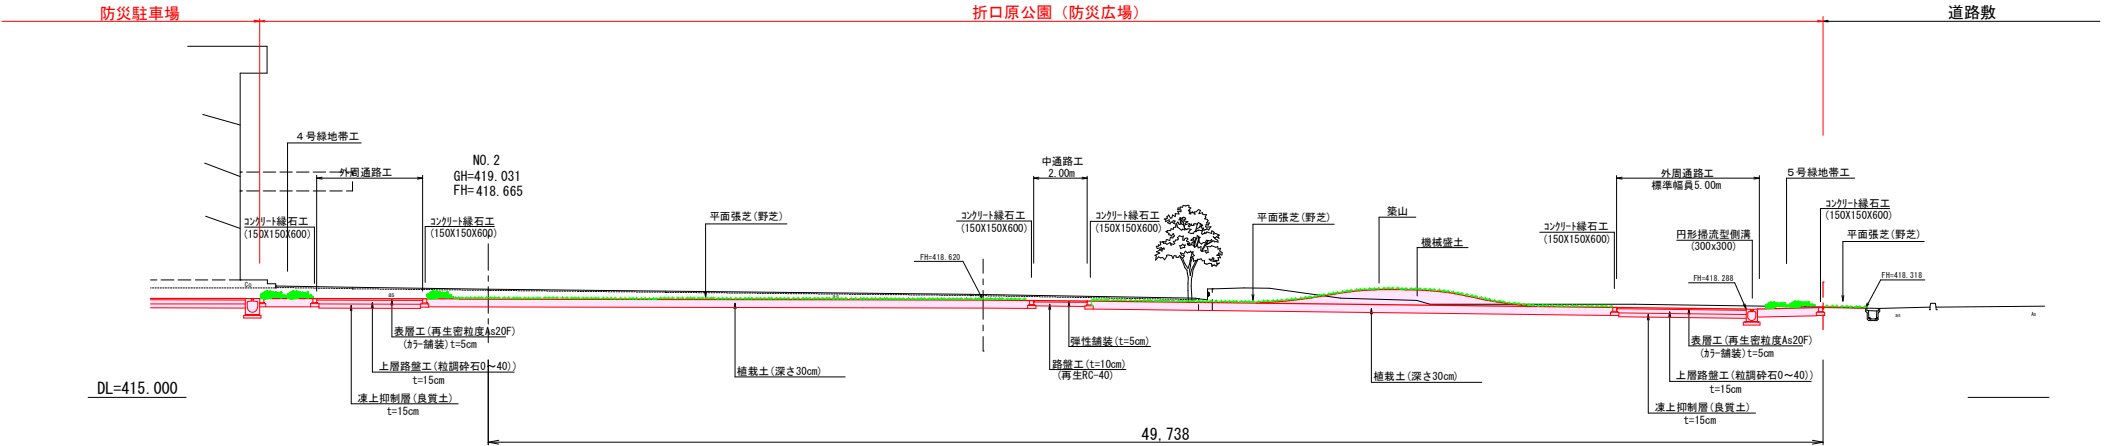 防災駐車場
折口原公園（防災広場）
道路敷
４号緑地帯工
外周通路工
NO. 2
GH=419.031
FH=418.665
コンクリート縁石工
(150X150X600)
コンクリート縁石工
(150X150X600)
平面張芝(野芝)
FH=418.620
コンクリート縁石工
(150X150X600)
中通路工
2.00m
コンクリート縁石工
(150X150X600)
平面張芝(野芝)
築山
機械盛土
コンクリート縁石工
(150X150X600)
外周通路工
標準幅員5.00m
円形掃流型側溝
(300x300)
FH=418.288
５号緑地帯工
コンクリート縁石工
(150X150X600)
平面張芝(野芝)
FH=418.318
Co
as
as
As
表層工(再生密粒度As20F)
(カラー舗装)t=5cm
上層路盤工(粒調砕石0～40))
t=15cm
凍上抑制層(良質土)
t=15cm
植栽土(深さ30cm)
弾性舗装(t=5cm)
路盤工(t=10cm)
(再生RC-40)
植栽土(深さ30cm)
表層工(再生密粒度As20F)
(カラー舗装)t=5cm
上層路盤工(粒調砕石0～40))
t=15cm
凍上抑制層(良質土)
t=15cm
DL=415.000
49,738